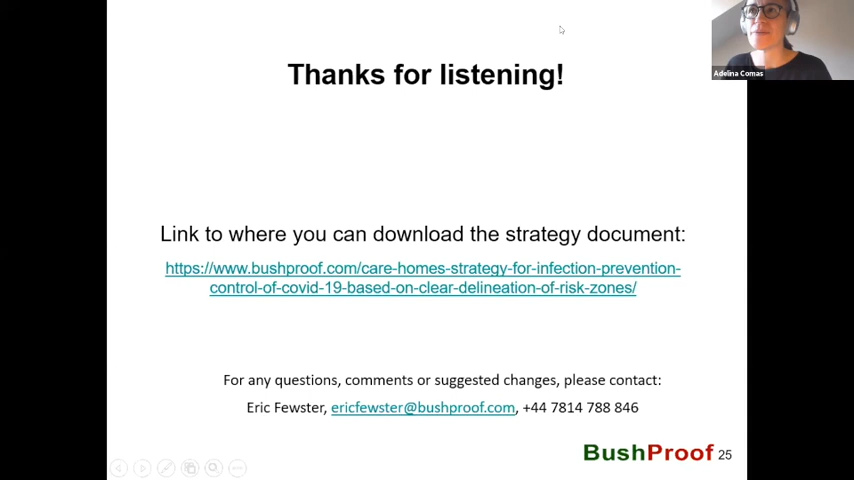 Adelina Comas
Thanks for listening!
Link to where you can download the strategy document:
https://www.bushproof.com/care-homes-strategy-for-infection-prevention-
control-of-covid-19-based-on-clear-delineation-of-risk-zones/
For any questions, comments or suggested changes, please contact:
Eric Fewster, ericfewster@bushproof.com, +44 7814 788 846
BushProof 25